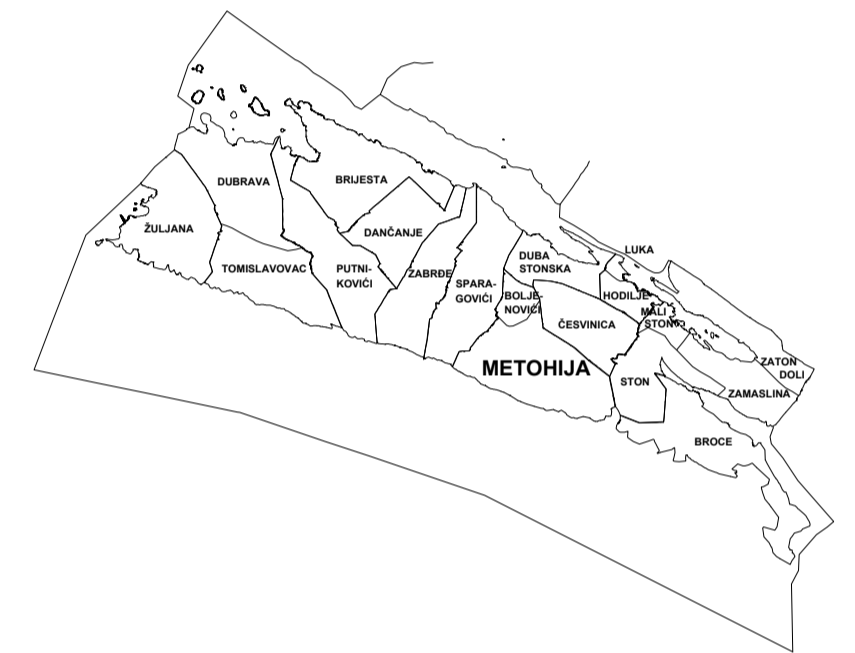 BRIJESTA
DUBRAVA
ŽULJANA
DANČANJE
LUKA
DUBA
STONSKA
TOMISLAVOVAC
PUTNI-
KOVIĆI
ZABRĐE
SPARA-
GOVIĆI
BOLJE-
NOVIĆI
HODILJE
MALI
STON
ČESVINICA
METOHIJA
STON
ZATON
DOLI
ZAMASLINA
BROCE